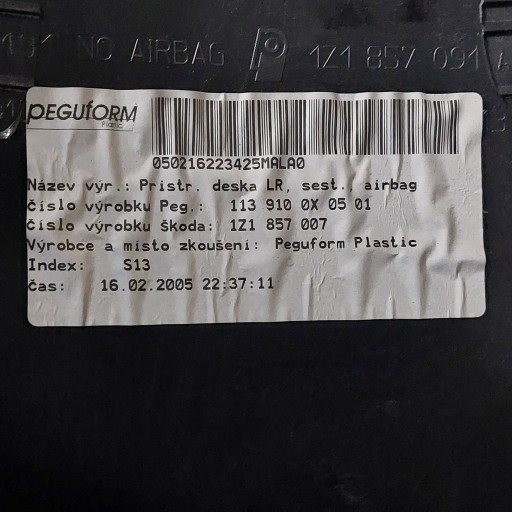 NO AIRBAG 1Z1 857 091 A
PEGUFORM
Plastic
050216223425MALA0
Název výr.: Pristr. deska LR, sest., airbag
číslo výrobku Peg.: 113 910 0X 05 01
číslo výrobku škoda: 1Z1 857 007
Výrobce a místo zkoušení: Peguform Plastic
Index: S13
čas: 16.02.2005 22:37:11